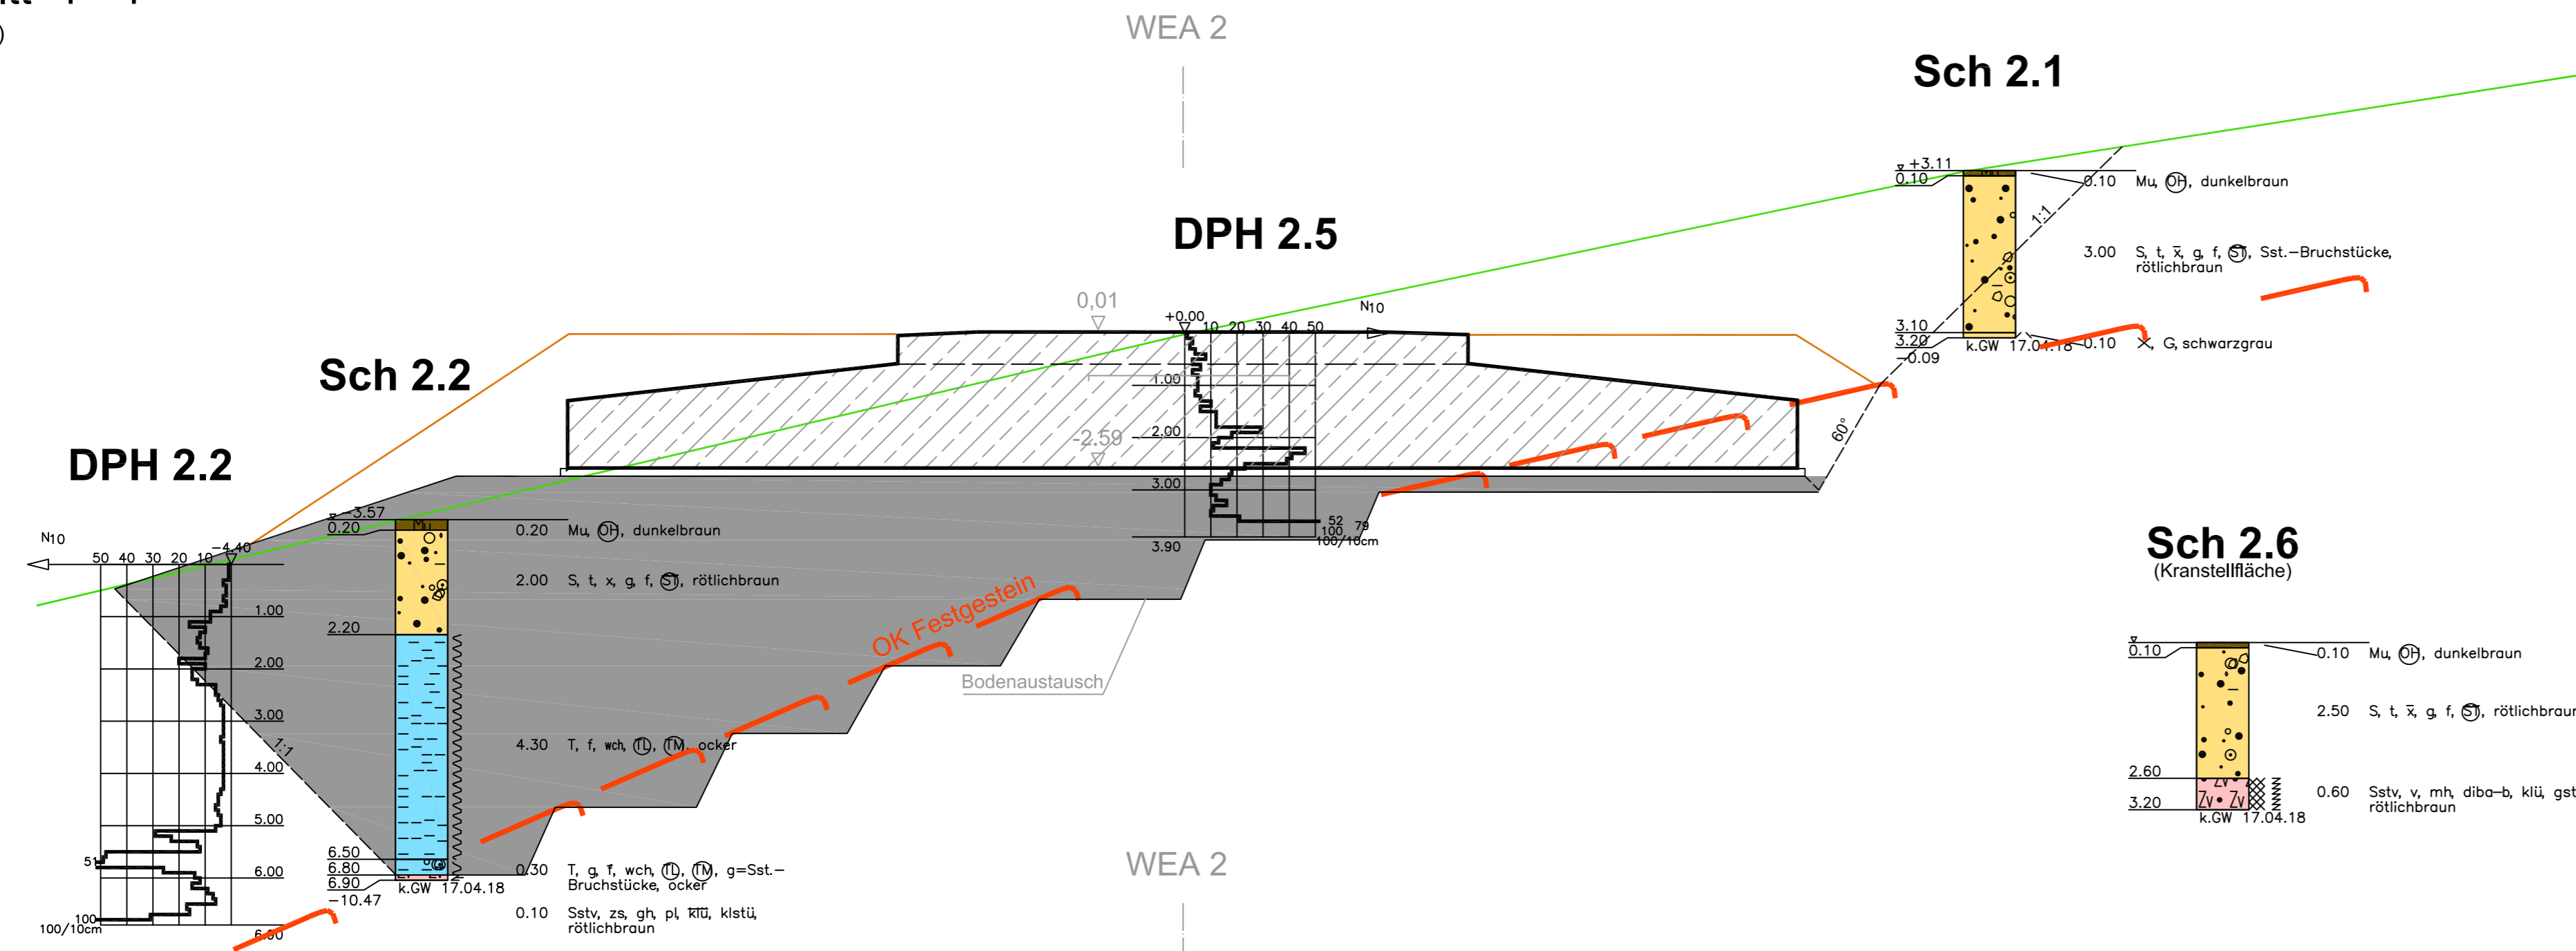 )
WEA 2
Sch 2.1
+3.11
0.10
0.10 Mu, OH, dunkelbraun
1:1
3.00 S, t, x̄, g, f, ST, Sst.-Bruchstücke,
rötlichbraun
3.10
3.20
-0.09
k.GW 17.04.18
0.10 X, G, schwarzgrau
DPH 2.5
0,01
+0.00
10 20 30 40 50
N10
1.00
2.00
-2.59
3.00
3.90
52
100 79
100/10cm
60°
Sch 2.2
-3.57
0.20
Mu
0.20 Mu, OH, dunkelbraun
2.00 S, t, x, g, f, ST, rötlichbraun
2.20
4.30 T, f, wch, TL, TM, ocker
6.50
6.80
6.90
-10.47
k.GW 17.04.18
0.30 T, g, f, wch, TL, TM, g=Sst.-
Bruchstücke, ocker
0.10 Sstv, zs, gh, pl, klü, klstü,
rötlichbraun
DPH 2.2
N10
50 40 30 20 10
-4.40
1.00
2.00
3.00
1:1
4.00
5.00
51
6.00
100
100/10cm
6.90
OK Festgestein
Bodenaustausch
WEA 2
Sch 2.6
(Kranstellfläche)
0.10
0.10 Mu, OH, dunkelbraun
2.50 S, t, x̄, g, f, ST, rötlichbraun
2.60
Zv
Zv Zv
3.20
k.GW 17.04.18
0.60 Sstv, v, mh, diba-b, klü, gst
rötlichbraun